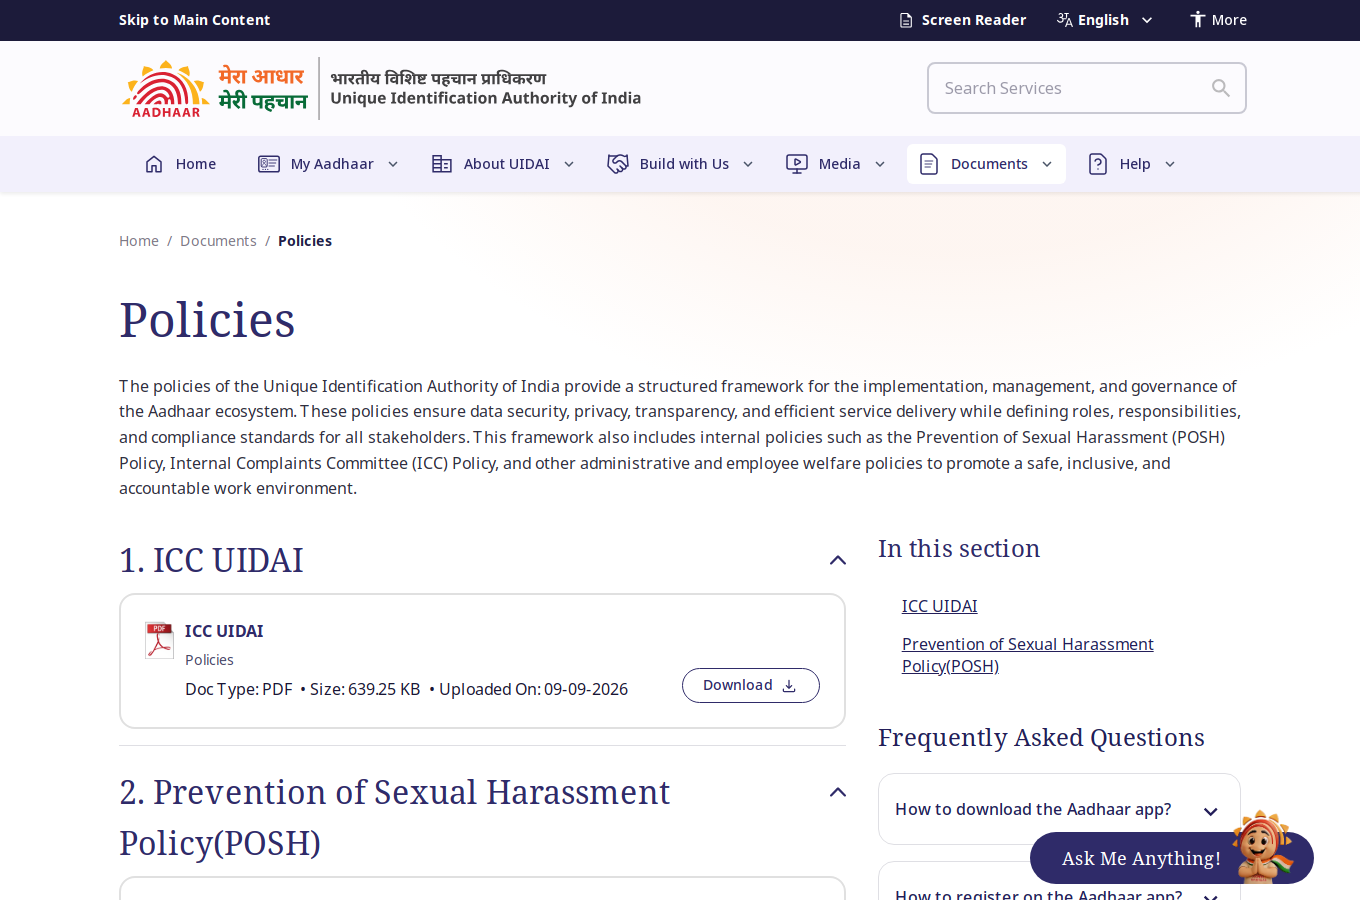 Skip to Main Content
Screen Reader
English
More
AADHAAR
मेरा आधार
मेरी पहचान
भारतीय विशिष्ट पहचान प्राधिकरण
Unique Identification Authority of India
Search Services
Home
My Aadhaar
About UIDAI
Build with Us
Media
Documents
Help
Home / Documents / Policies
Policies
The policies of the Unique Identification Authority of India provide a structured framework for the implementation, management, and governance of
the Aadhaar ecosystem. These policies ensure data security, privacy, transparency, and efficient service delivery while defining roles, responsibilities,
and compliance standards for all stakeholders. This framework also includes internal policies such as the Prevention of Sexual Harassment (POSH)
Policy, Internal Complaints Committee (ICC) Policy, and other administrative and employee welfare policies to promote a safe, inclusive, and
accountable work environment.
1. ICC UIDAI
PDF
ICC UIDAI
Policies
Doc Type: PDF • Size: 639.25 KB • Uploaded On: 09-09-2026
Download
2. Prevention of Sexual Harassment
Policy(POSH)
In this section
ICC UIDAI
Prevention of Sexual Harassment
Policy(POSH)
Frequently Asked Questions
How to download the Aadhaar app?
Ask Me Anything!
How to register on the Aadhaar app?